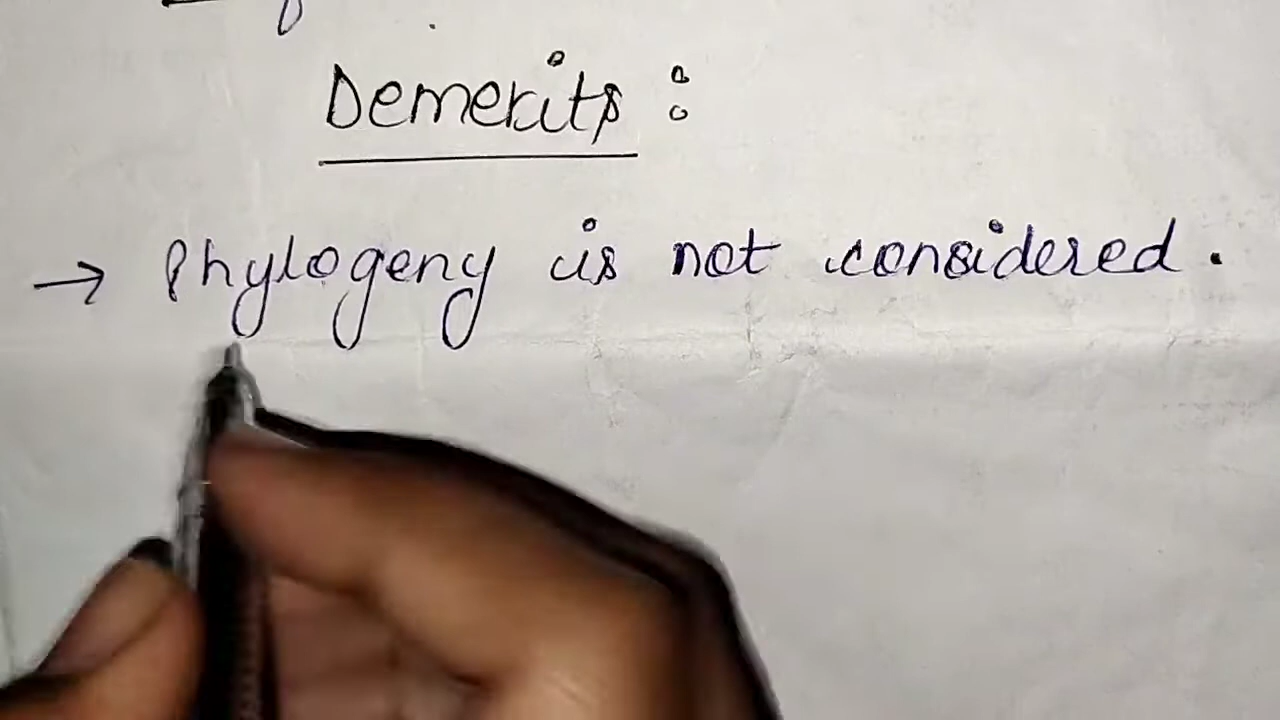 Demerits :
→ Phylogeny is not considered.